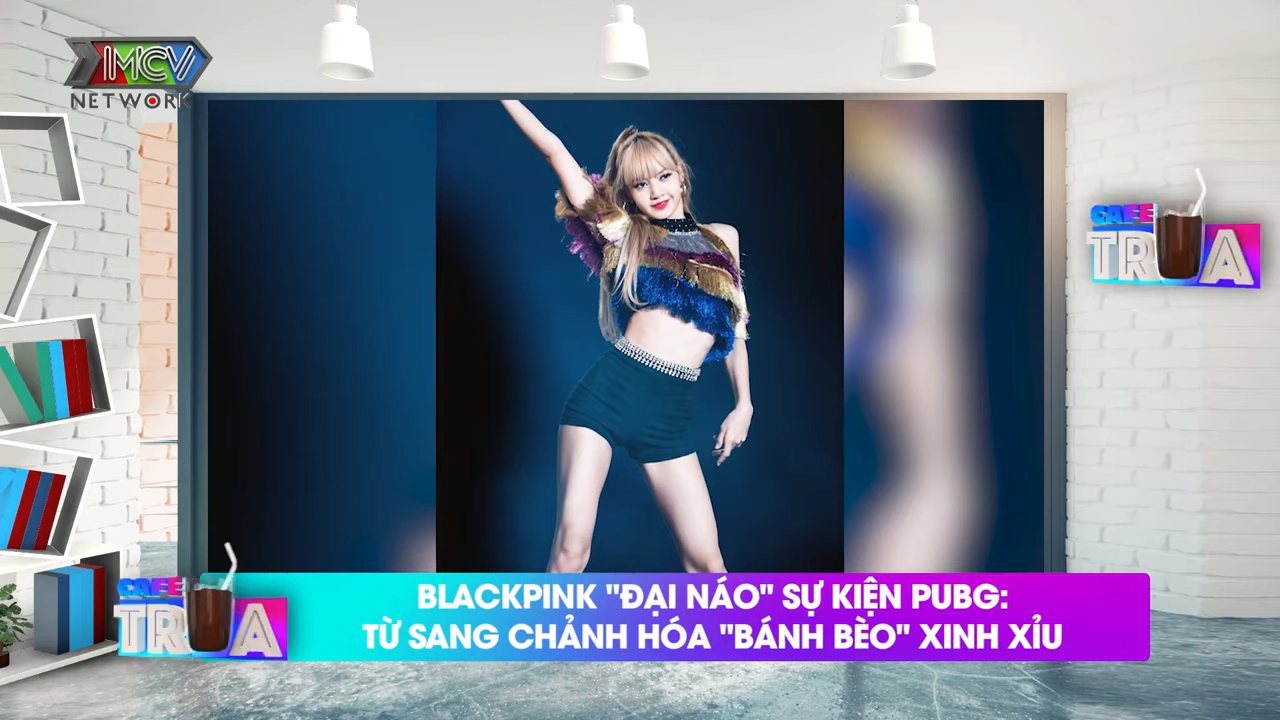 MCV
NETWORK
CAFE
TRƯA
CAFE
TRƯA
BLACKPINK "ĐẠI NÁO" SỰ KIỆN PUBG:
TỪ SANG CHẢNH HÓA "BÁNH BÈO" XINH XỈU